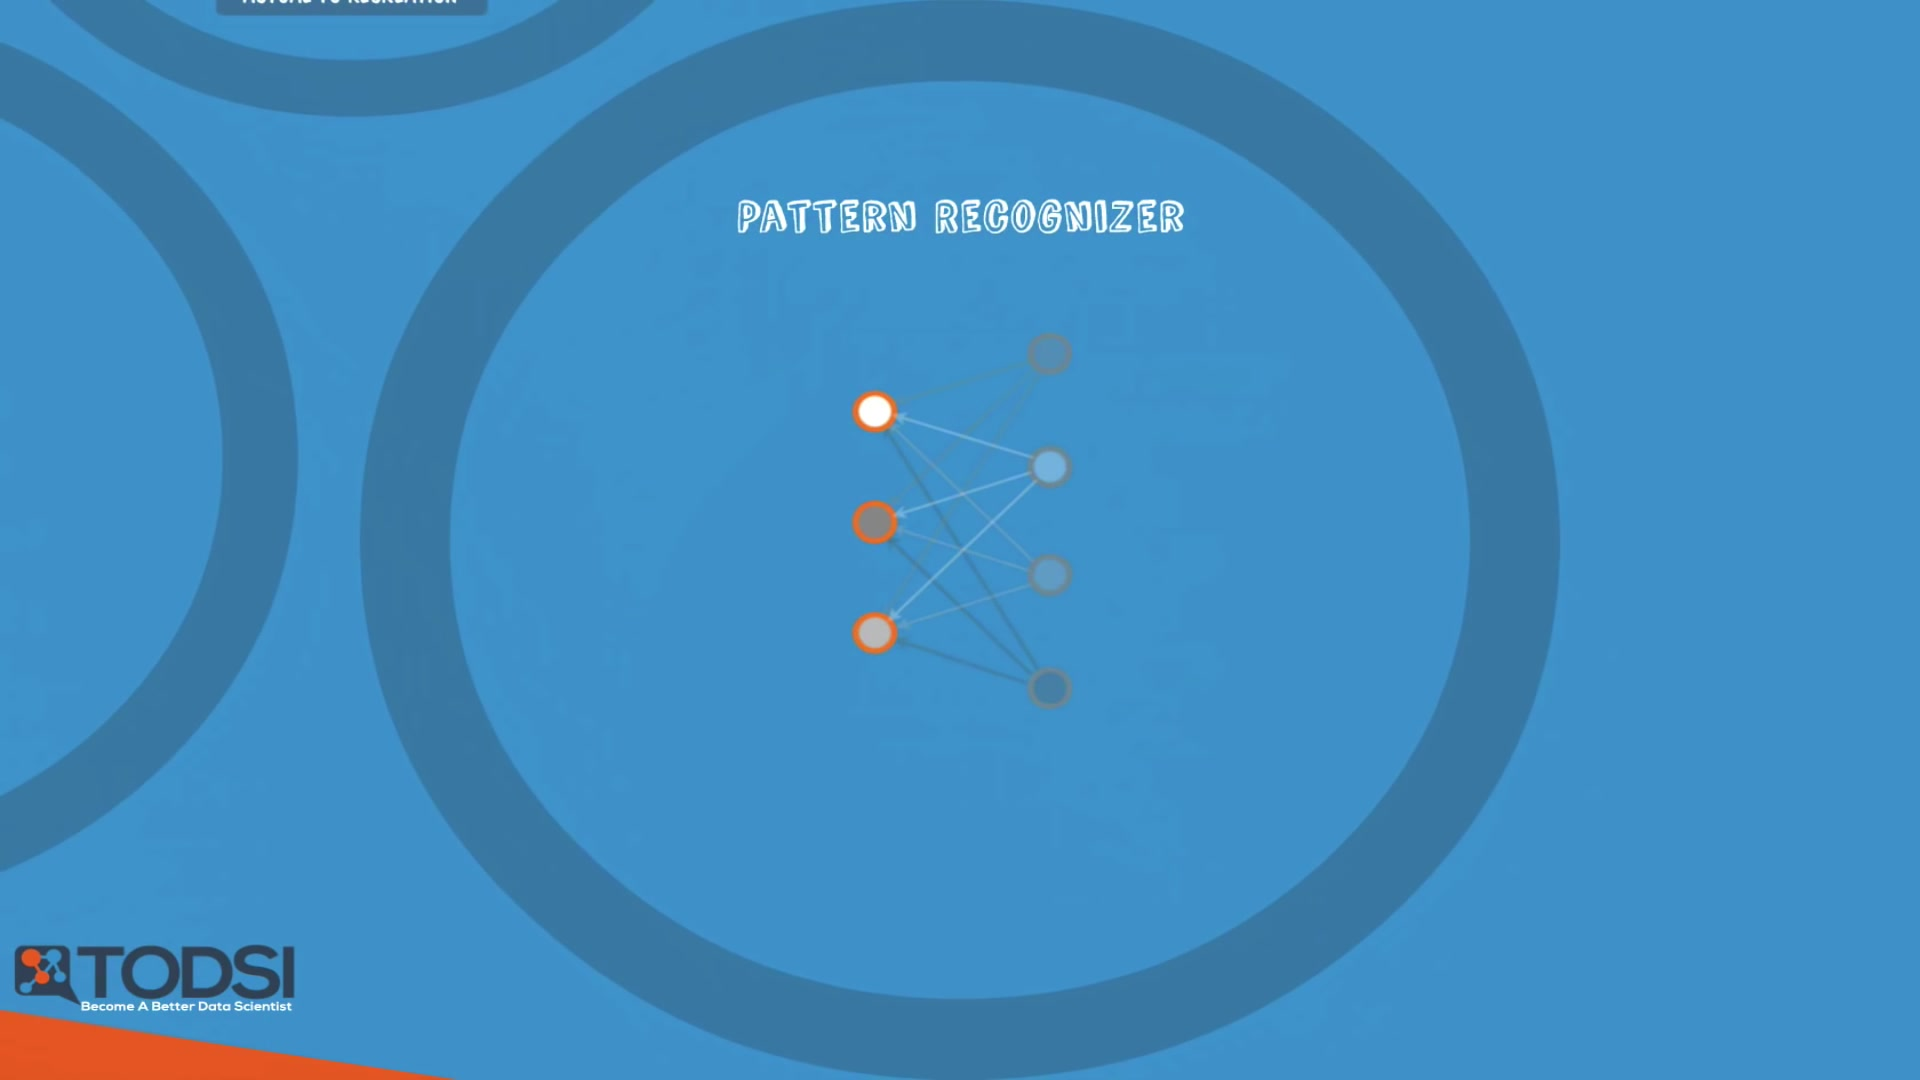 PATTERN RECOGNIZER
TODSI
Become A Better Data Scientist